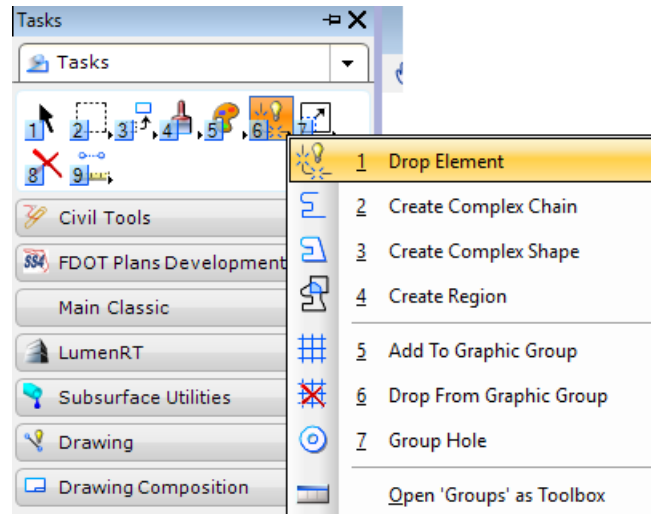 Tasks
Tasks
1 2 3 4 5 6 7
8 9
1 Drop Element
2 Create Complex Chain
3 Create Complex Shape
4 Create Region
5 Add To Graphic Group
6 Drop From Graphic Group
7 Group Hole
Open 'Groups' as Toolbox
Civil Tools
SS4 FDOT Plans Development
Main Classic
LumenRT
Subsurface Utilities
Drawing
Drawing Composition